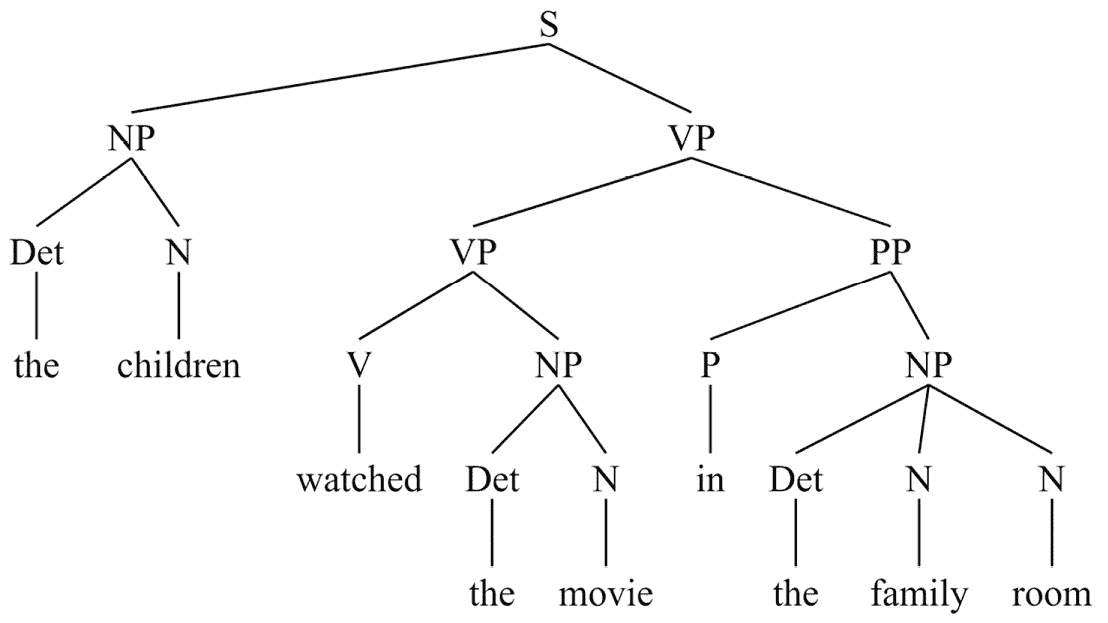 S
NP VP
Det N VP PP
the children V NP P NP
watched Det N in Det N N
the movie the family room